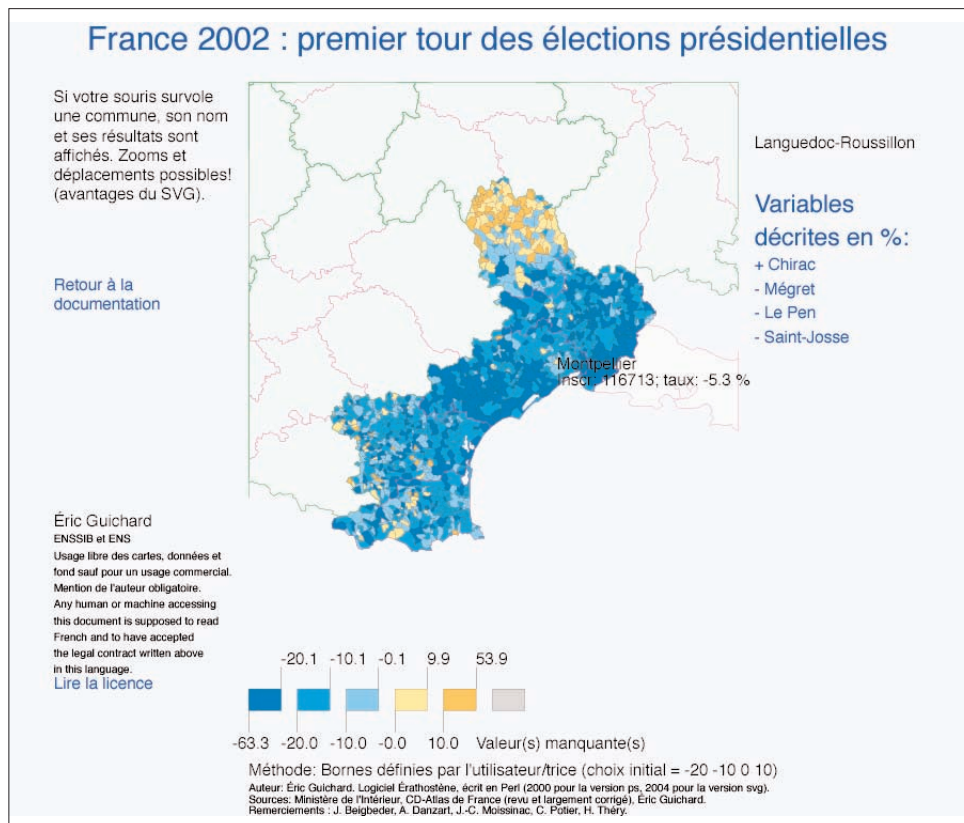 France 2002 : premier tour des élections présidentielles
Si votre souris survole
une commune, son nom
et ses résultats sont
affichés. Zooms et
déplacements possibles!
(avantages du SVG).
Retour à la
documentation
Languedoc-Roussillon
Variables
décrites en %:
+ Chirac
- Mégret
- Le Pen
- Saint-Josse
Montpellier
Inscr: 116713; taux: -5.3 %
Éric Guichard
ENSSIB et ENS
Usage libre des cartes, données et
fond sauf pour un usage commercial.
Mention de l'auteur obligatoire.
Any human or machine accessing
this document is supposed to read
French and to have accepted
the legal contract written above
in this language.
Lire la licence
-20.1 -10.1 -0.1 9.9 53.9
-63.3 -20.0 -10.0 -0.0 10.0 Valeur(s) manquante(s)
Méthode: Bornes définies par l'utilisateur/trice (choix initial = -20 -10 0 10)
Auteur: Éric Guichard. Logiciel Érathostène, écrit en Perl (2000 pour la version ps, 2004 pour la version svg).
Sources: Ministère de l'Intérieur, CD-Atlas de France (revu et largement corrigé), Éric Guichard.
Remerciements : J. Beigbeder, A. Danzart, J.-C. Moissinac, C. Potier, H. Théry.